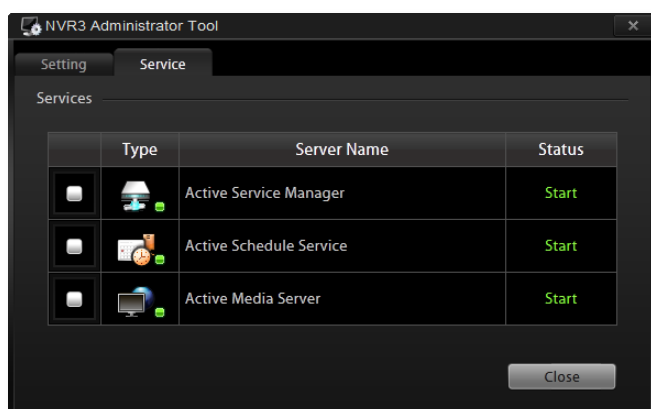 NVR3 Administrator Tool
Setting Service
Services
Type Server Name Status
Active Service Manager Start
Active Schedule Service Start
Active Media Server Start
Close